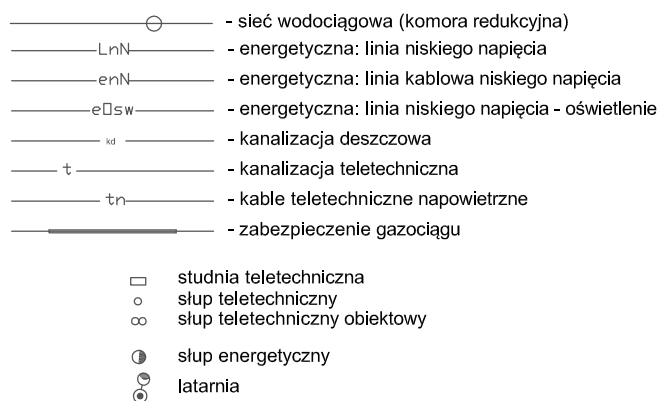 - sieć wodociągowa (komora redukcyjna)
LnN - energetyczna: linia niskiego napięcia
enN - energetyczna: linia kablowa niskiego napięcia
e▯sw - energetyczna: linia niskiego napięcia - oświetlenie
kd - kanalizacja deszczowa
t - kanalizacja teletechniczna
tn - kable teletechniczne napowietrzne
- zabezpieczenie gazociągu
studnia teletechniczna
słup teletechniczny
słup teletechniczny obiektowy
słup energetyczny
latarnia